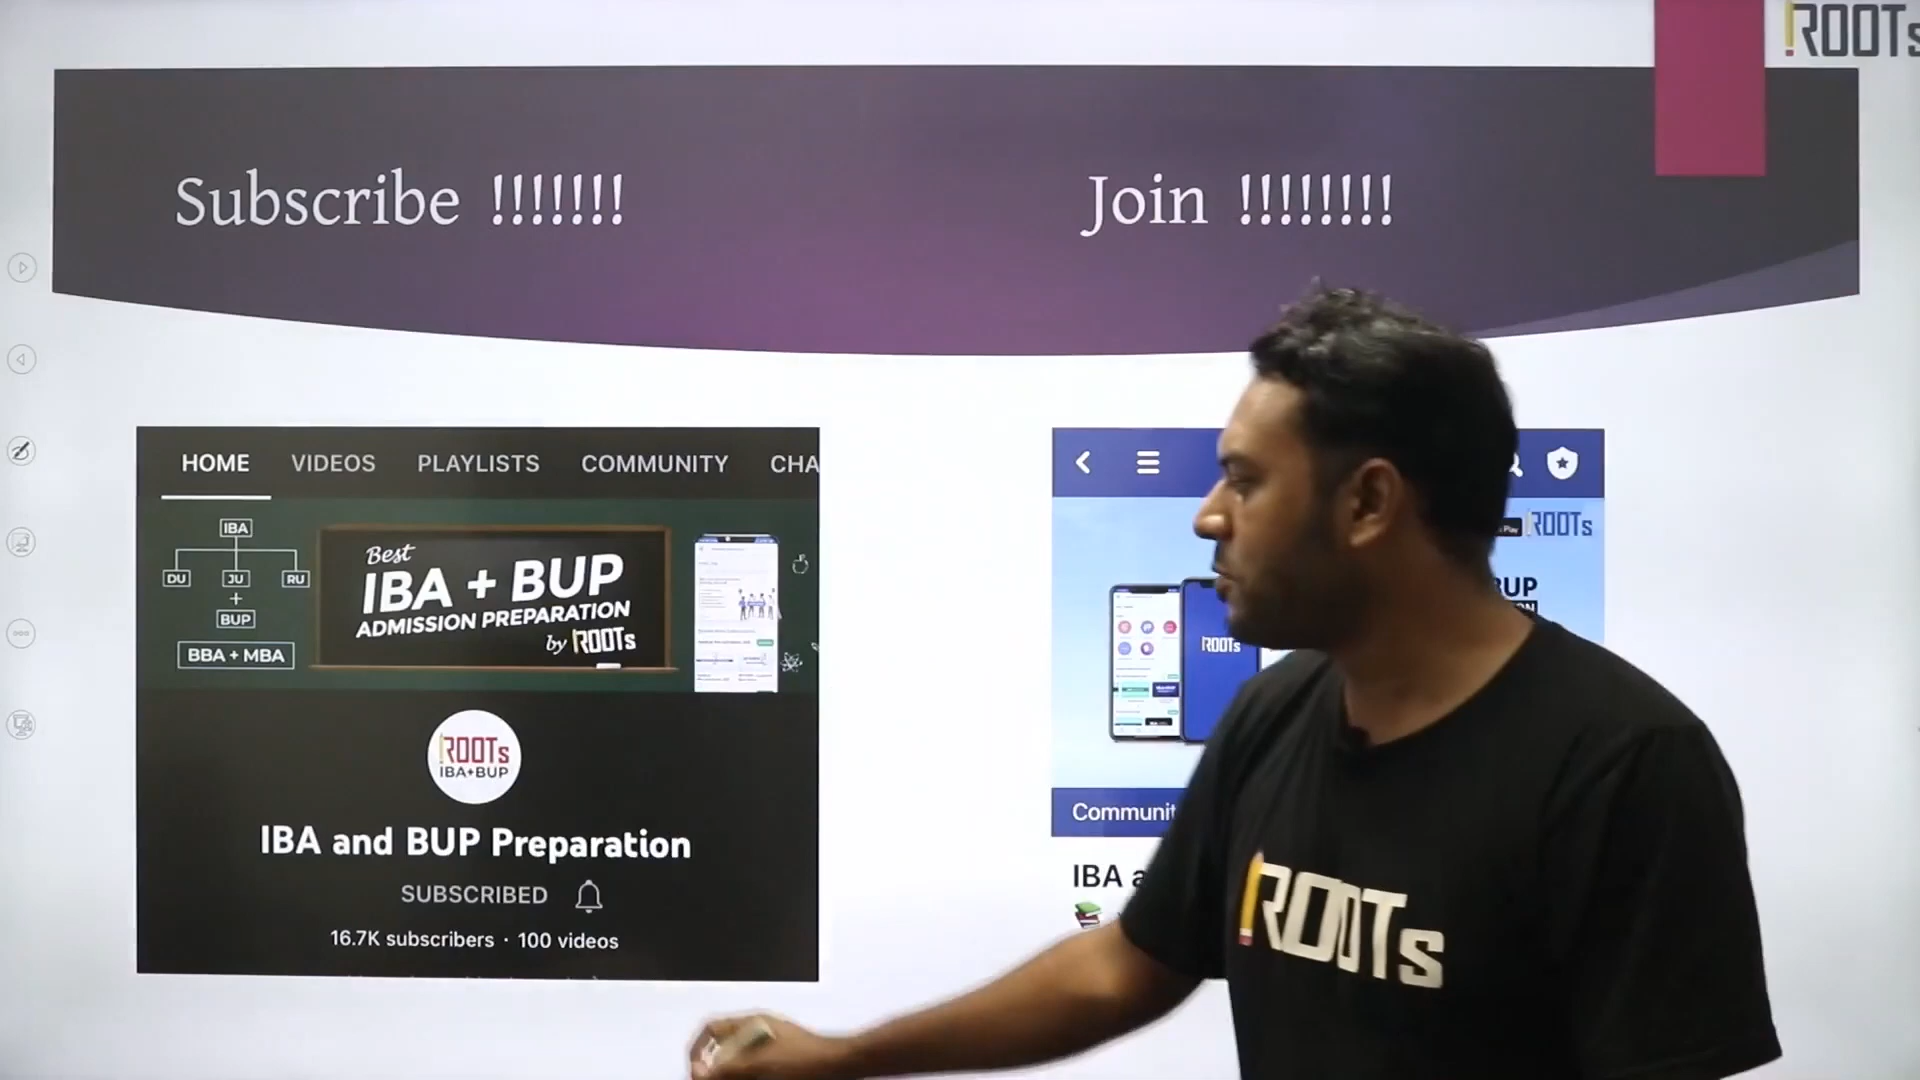 ROOTs
Subscribe !!!!!!!
Join !!!!!!!!
HOME VIDEOS PLAYLISTS COMMUNITY CHA
IBA
DU JU RU
+
BUP
BBA + MBA
Best
IBA + BUP
ADMISSION PREPARATION
by ROOTs
ROOTs
IBA+BUP
IBA and BUP Preparation
SUBSCRIBED
16.7K subscribers · 100 videos
Play ROOTs
BUP
ROOTs
Communit
IBA a
ROOTs